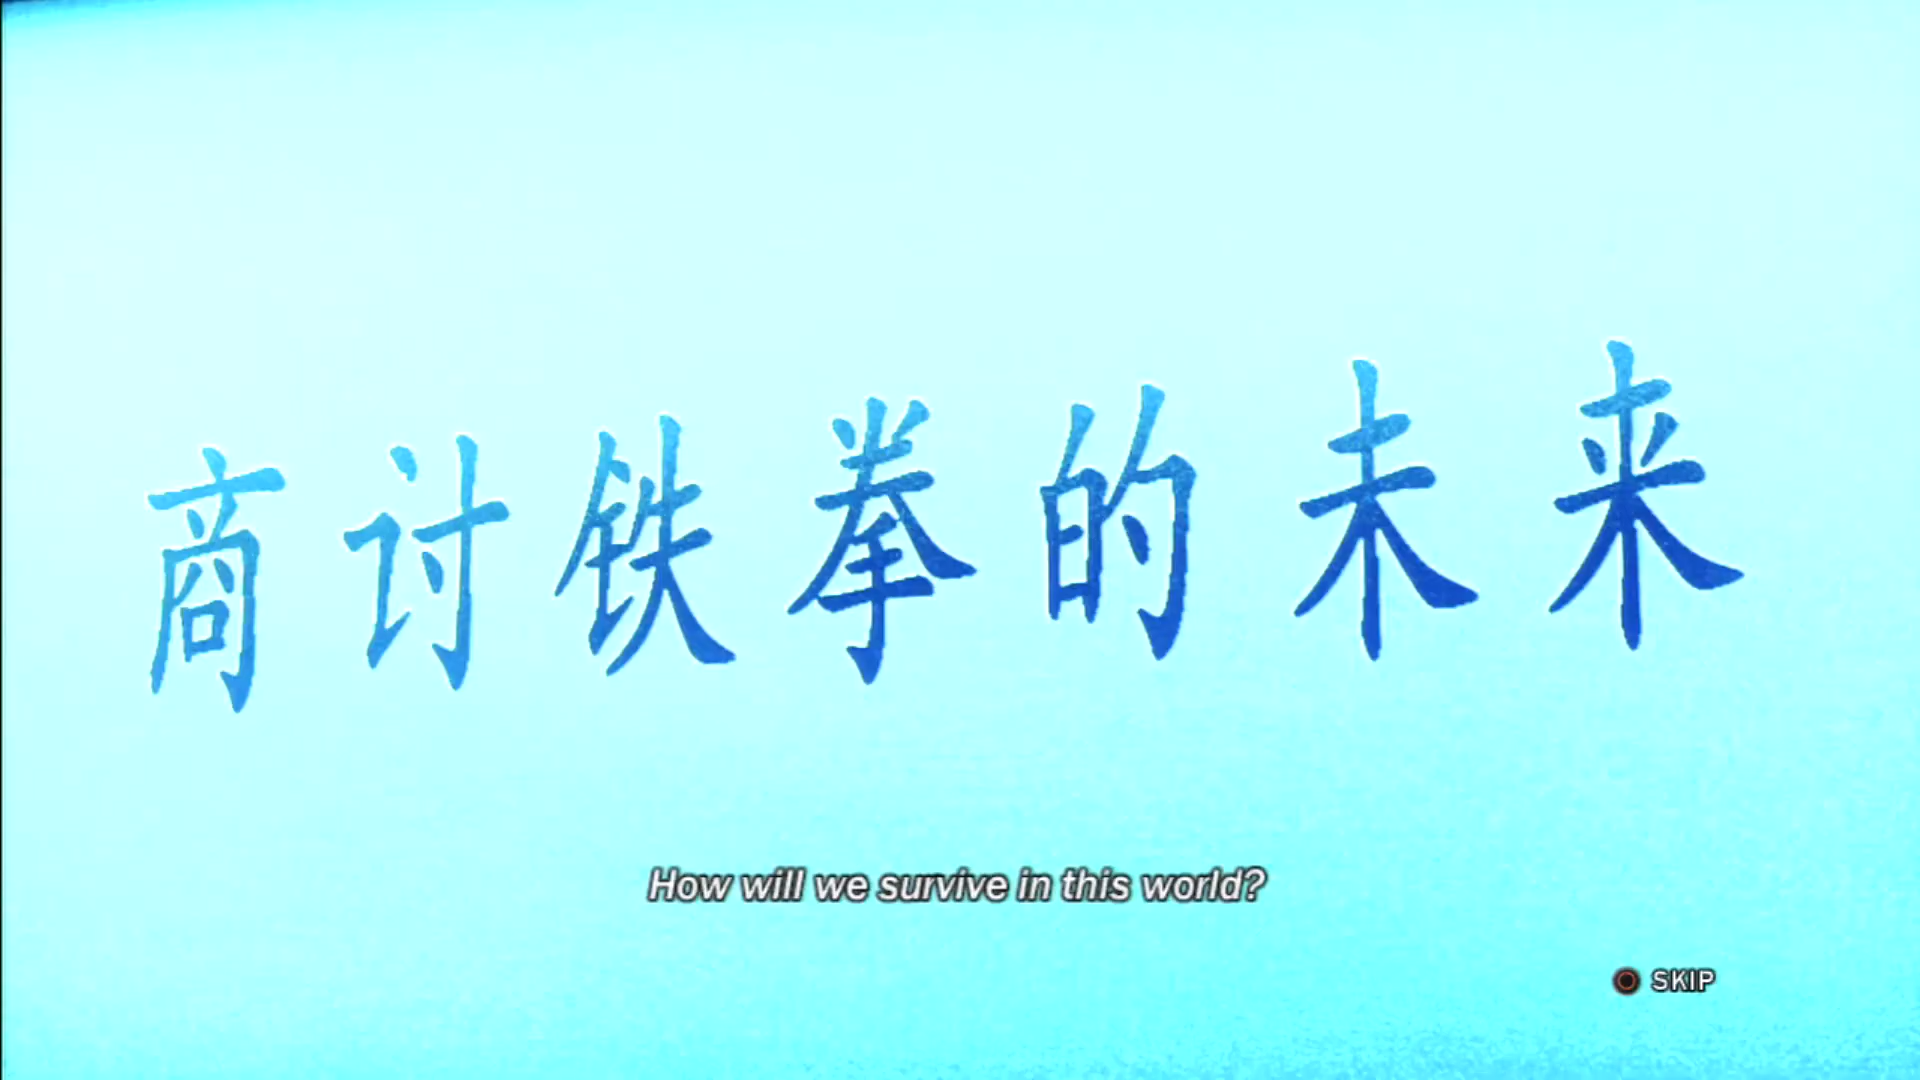 商讨铁拳的未来
How will we survive in this world?
SKIP